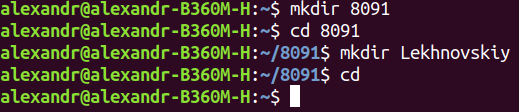 alexandr@alexandr-B360M-H:~$ mkdir 8091
alexandr@alexandr-B360M-H:~$ cd 8091
alexandr@alexandr-B360M-H:~/8091$ mkdir Lekhnovskiy
alexandr@alexandr-B360M-H:~/8091$ cd
alexandr@alexandr-B360M-H:~$